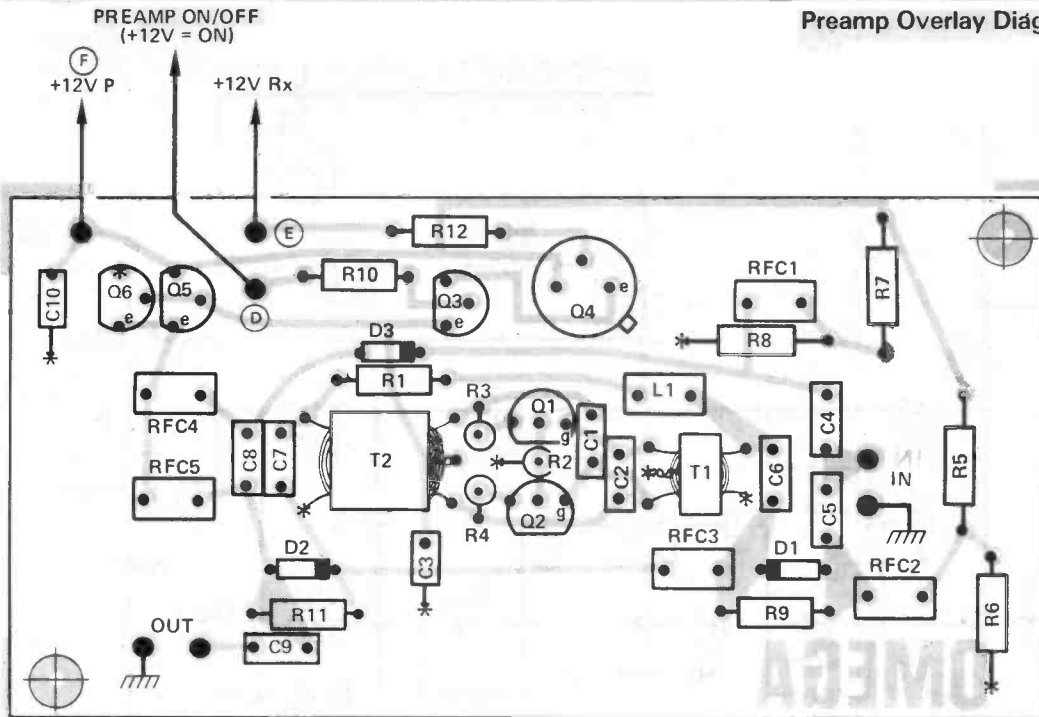 PREAMP ON/OFF
(+12V = ON)
Preamp Overlay Diag
F
+12V P
+12V Rx
E
R12
R7
C10
Q6
Q5
e
e
D
R10
Q3
e
Q4
e
RFC1
R8
D3
R1
R3
RFC4
Q1
g
L1
C4
RFC5
C8
C7
T2
R2
C1
C2
T1
C6
IN
R5
R4
Q2
g
C5
D2
C3
RFC3
D1
RFC2
R11
R9
R6
OUT
C9
OMEGA